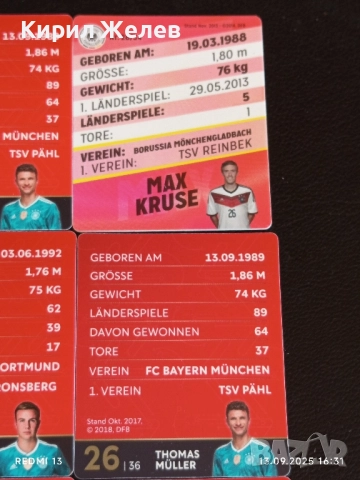 © Кирил Желев
13.09.19
1,86 M
74 KG
89
64
37
MÜNCHEN
TSV PÄHL
GEBOREN AM: 19.03.1988
GRÖSSE: 1,80 m
GEWICHT: 76 kg
1. LÄNDERSPIEL: 29.05.2013
LÄNDERSPIELE: 5
TORE: 1
VEREIN: BORUSSIA MÖNCHENGLADBACH
1. VEREIN: TSV REINBEK
MAX
KRUSE
26
03.06.1992
1,76 M
75 KG
62
39
17
ORTMUND
RONSBERG
GEBOREN AM 13.09.1989
GRÖSSE 1,86 M
GEWICHT 74 KG
LÄNDERSPIELE 89
DAVON GEWONNEN 64
TORE 37
VEREIN FC BAYERN MÜNCHEN
1. VEREIN TSV PÄHL
Stand Okt. 2017,
© 2018, DFB
26 | 36 THOMAS
MÜLLER
REDMI 13
13.09.2025 16:31